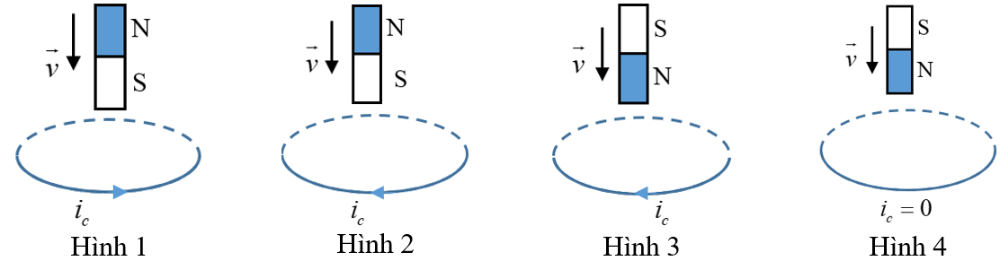 N
S
v⃗
i_c
Hình 1
N
S
v⃗
i_c
Hình 2
S
N
v⃗
i_c
Hình 3
S
N
v⃗
i_c = 0
Hình 4